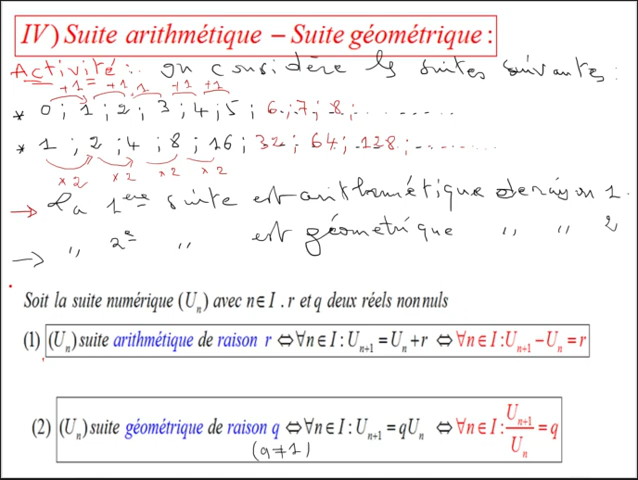 IV) Suite arithmétique – Suite géométrique :
Activité : on considère les suites suivantes :
+1 +1 +1 +1 +1
* 0 ; 1 ; 2 ; 3 ; 4 ; 5 ; 6 ; 7 ; 8 ; ........
* 1 ; 2 ; 4 ; 8 ; 16 ; 32 ; 64 ; 128 ; ........
×2 ×2 ×2 ×2
→ La 1ère suite est arithmétique de raison 1.
→ " 2e " est géometrique " " 2
Soit la suite numérique (Un) avec n∈I . r et q deux réels non nuls
(1) (Un) suite arithmétique de raison r ⇔ ∀n∈I : Un+1 = Un + r ⇔ ∀n∈I : Un+1 − Un = r
(2) (Un) suite géométrique de raison q ⇔ ∀n∈I : Un+1 = qUn ⇔ ∀n∈I : Un+1/Un = q
(q≠1)